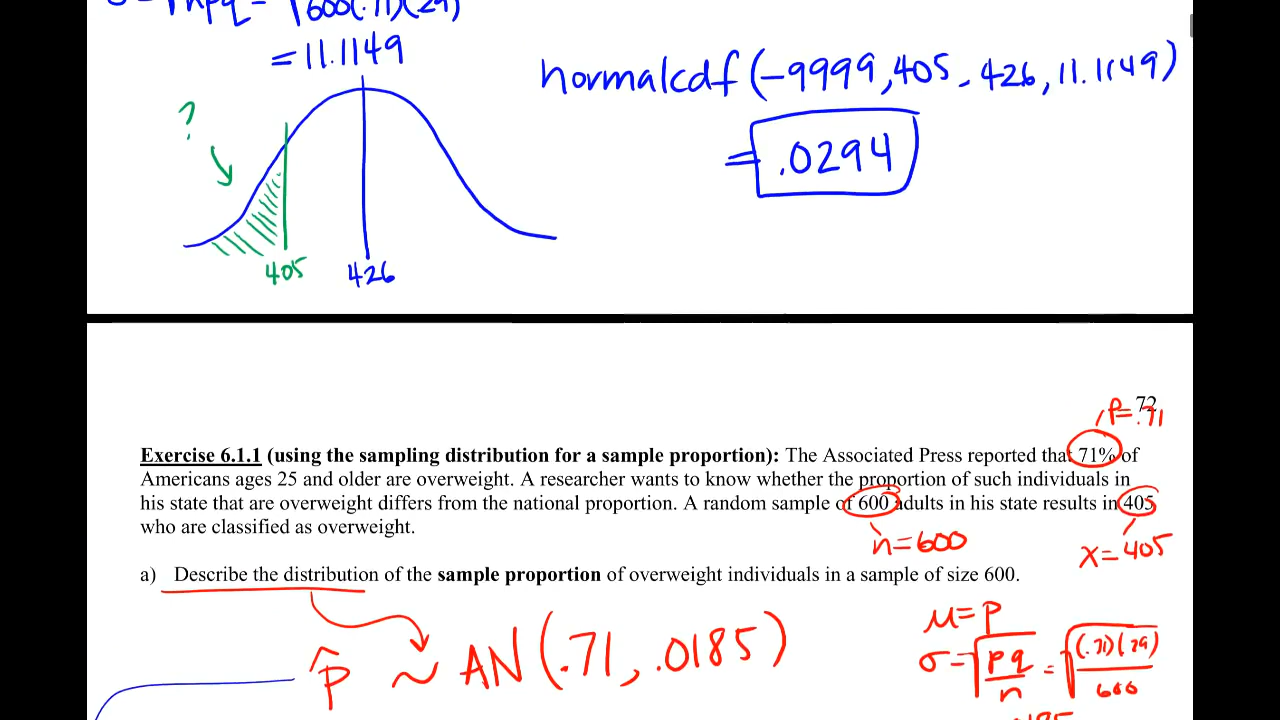 σ = √npq = √600(.71)(.29)
= 11.1149
normalcdf(-9999, 405, 426, 11.1149)
= .0294
?
405
426
72
p=.71
Exercise 6.1.1 (using the sampling distribution for a sample proportion): The Associated Press reported that 71% of
Americans ages 25 and older are overweight. A researcher wants to know whether the proportion of such individuals in
his state that are overweight differs from the national proportion. A random sample of 600 adults in his state results in 405
who are classified as overweight.
n=600
x=405
a) Describe the distribution of the sample proportion of overweight individuals in a sample of size 600.
p̂ ~ AN(.71, .0185)
μ=p
σ=√pq/n = √(.71)(.29)/600